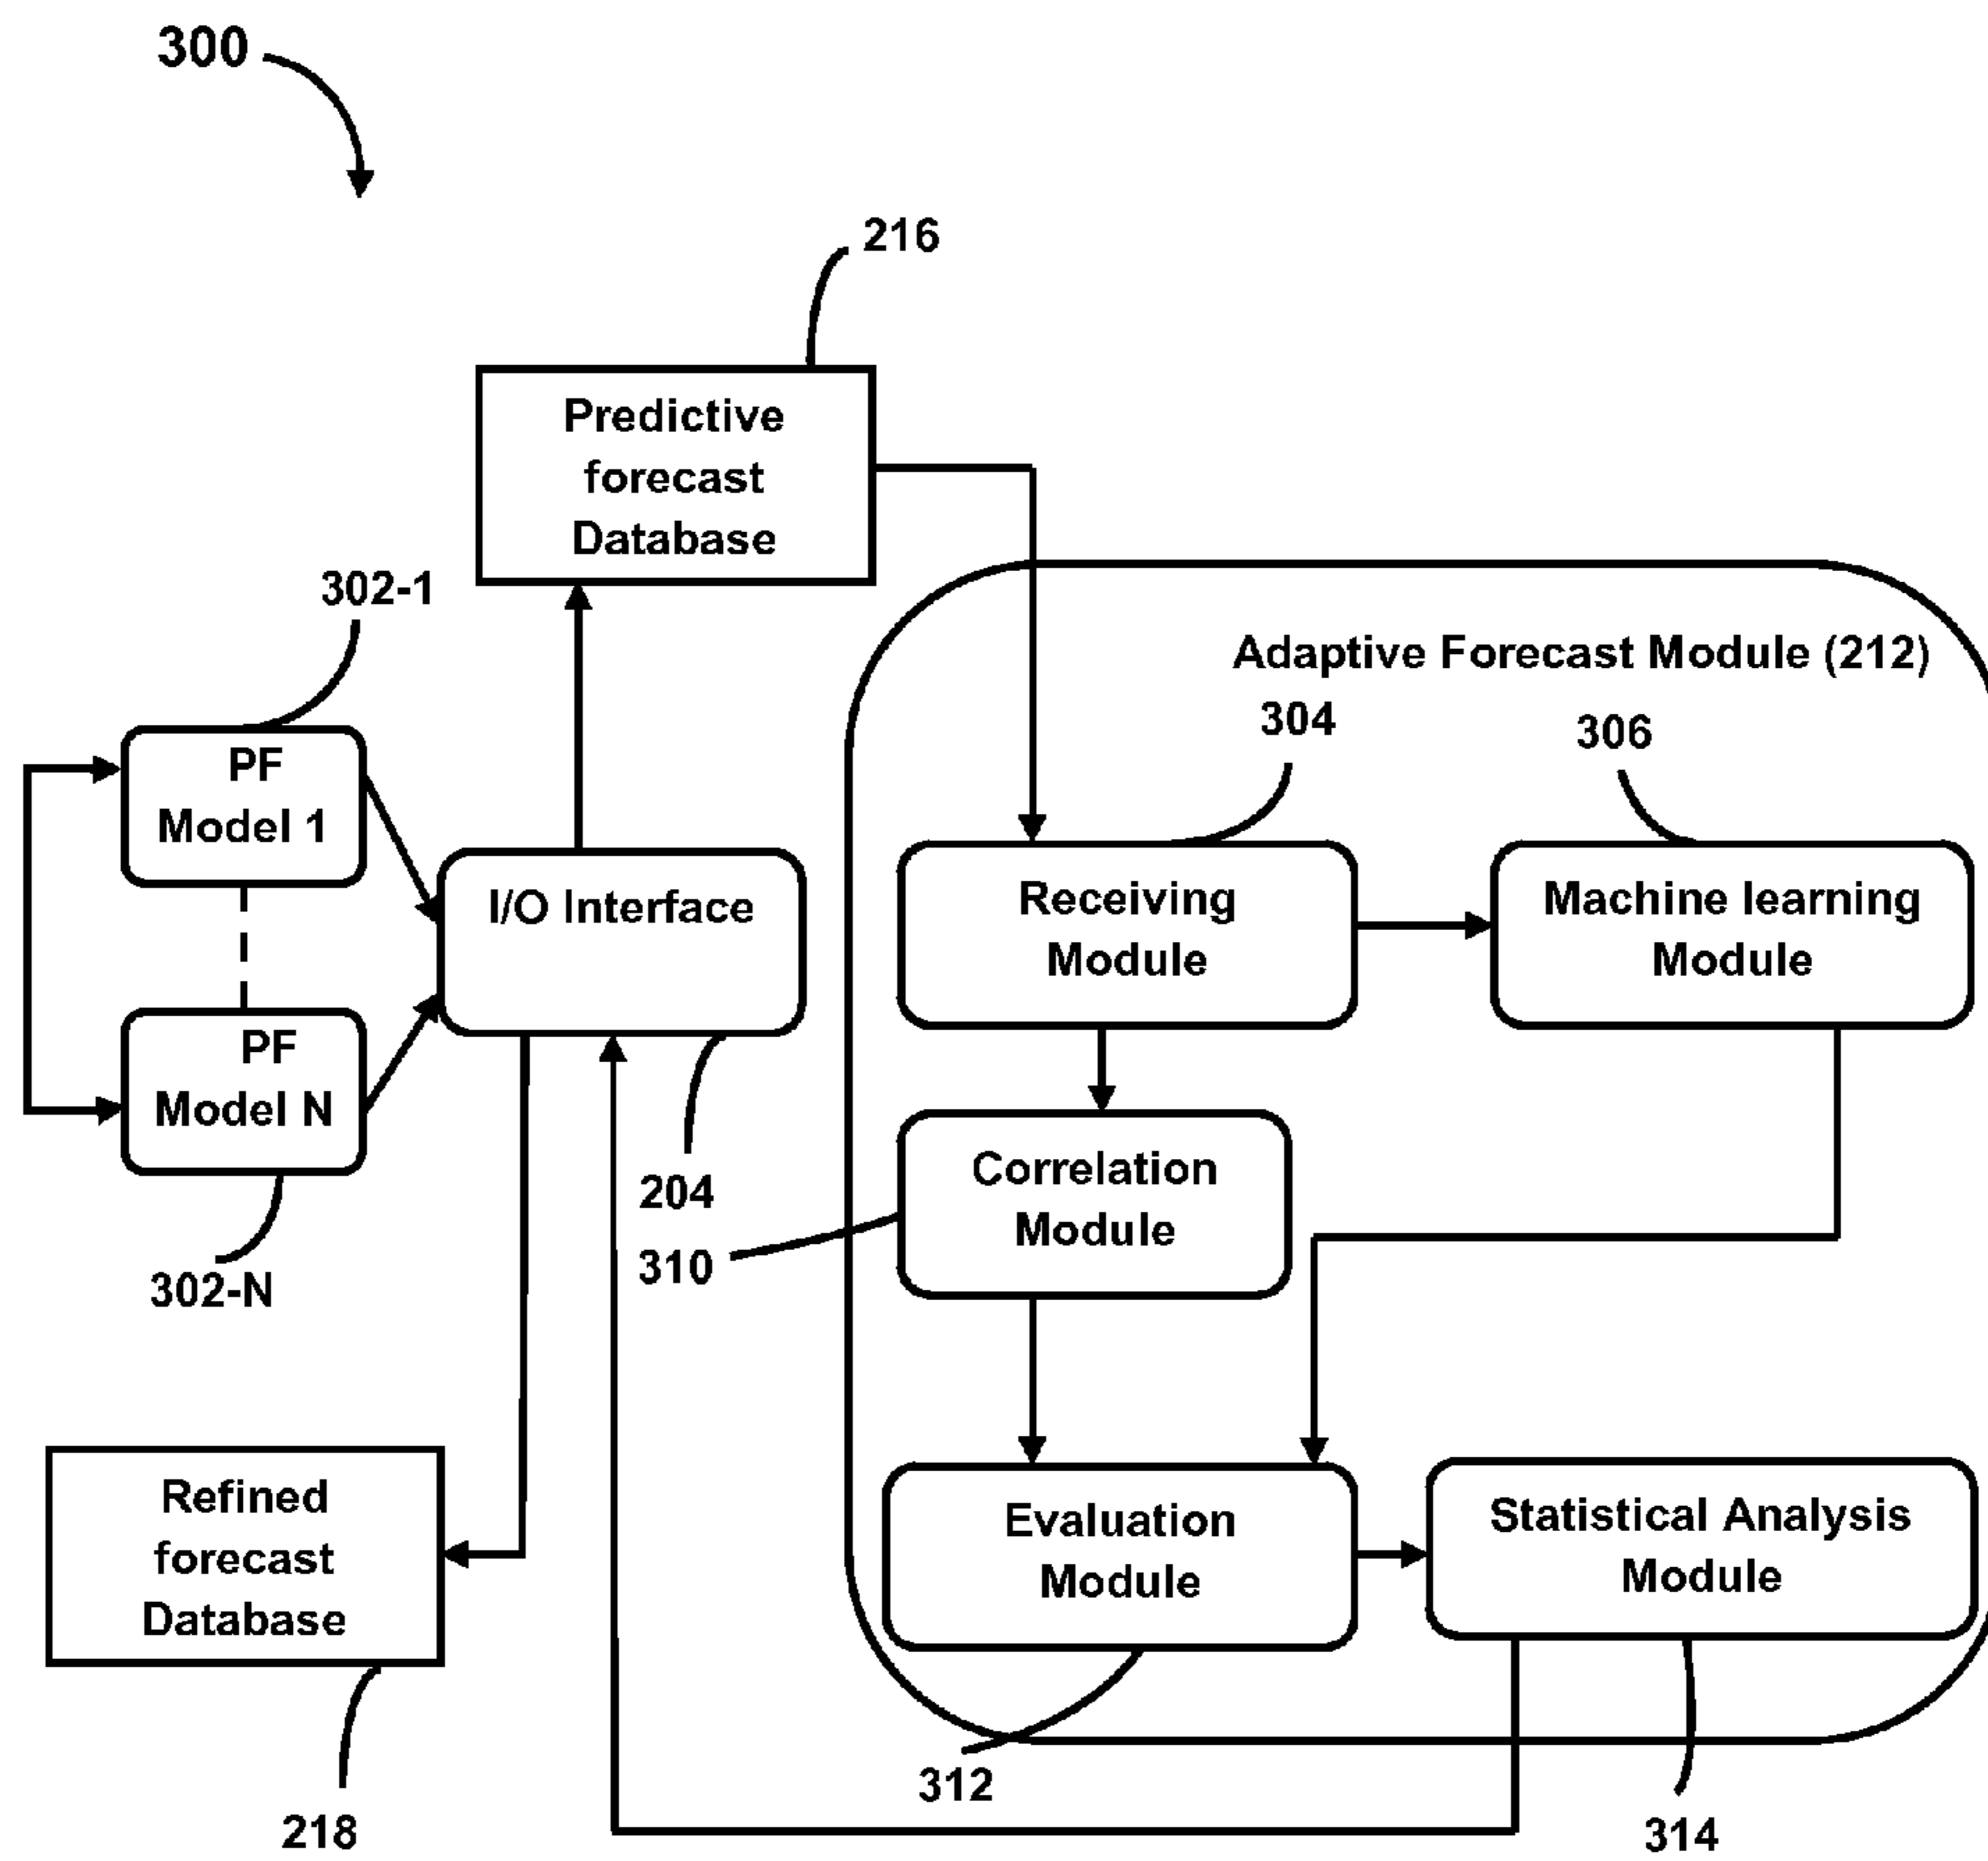 300
216
Predictive
forecast
Database
302-1
Adaptive Forecast Module (212)
304
306
PF
Model 1
I/O Interface
Receiving
Module
Machine learning
Module
PF
Model N
204
310
Correlation
Module
302-N
Refined
forecast
Database
Evaluation
Module
Statistical Analysis
Module
218
312
314